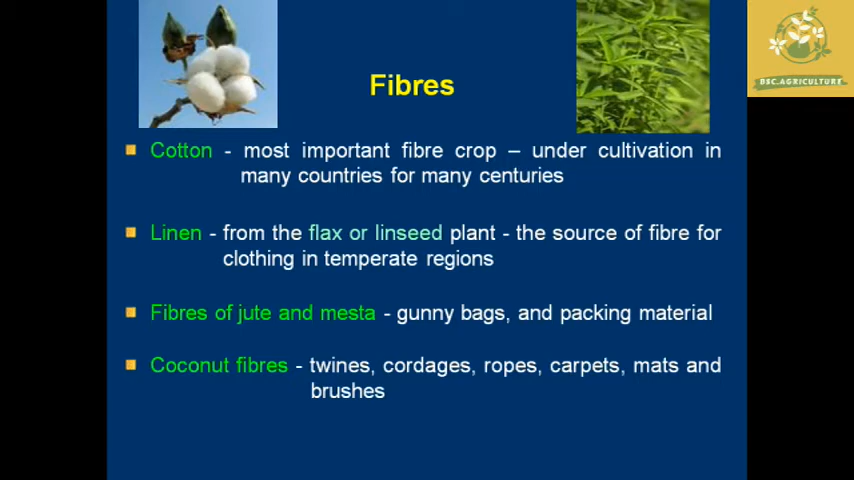 BSC.AGRICULTURE
Fibres
Cotton - most important fibre crop – under cultivation in
many countries for many centuries
Linen - from the flax or linseed plant - the source of fibre for
clothing in temperate regions
Fibres of jute and mesta - gunny bags, and packing material
Coconut fibres - twines, cordages, ropes, carpets, mats and
brushes